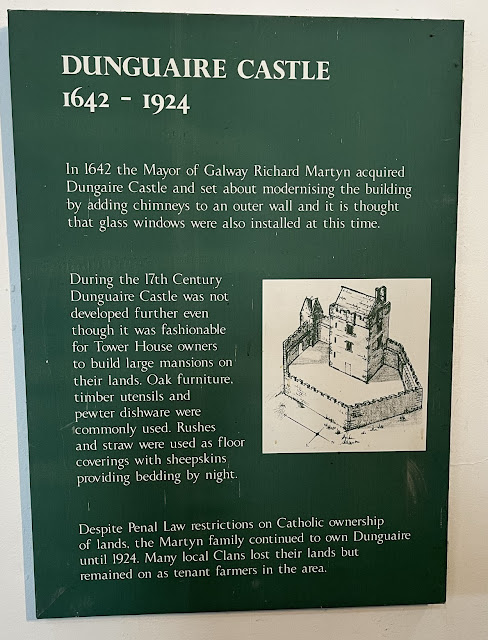 DUNGUAIRE CASTLE
1642 - 1924
In 1642 the Mayor of Galway Richard Martyn acquired
Dungaire Castle and set about modernising the building
by adding chimneys to an outer wall and it is thought
that glass windows were also installed at this time.
During the 17th Century
Dunguaire Castle was not
developed further even
though it was fashionable
for Tower House owners
to build large mansions on
their lands. Oak furniture,
timber utensils and
pewter dishware were
commonly used. Rushes
and straw were used as floor
coverings with sheepskins
providing bedding by night.
Despite Penal Law restrictions on Catholic ownership
of lands, the Martyn family continued to own Dunguaire
until 1924. Many local Clans lost their lands but
remained on as tenant farmers in the area.